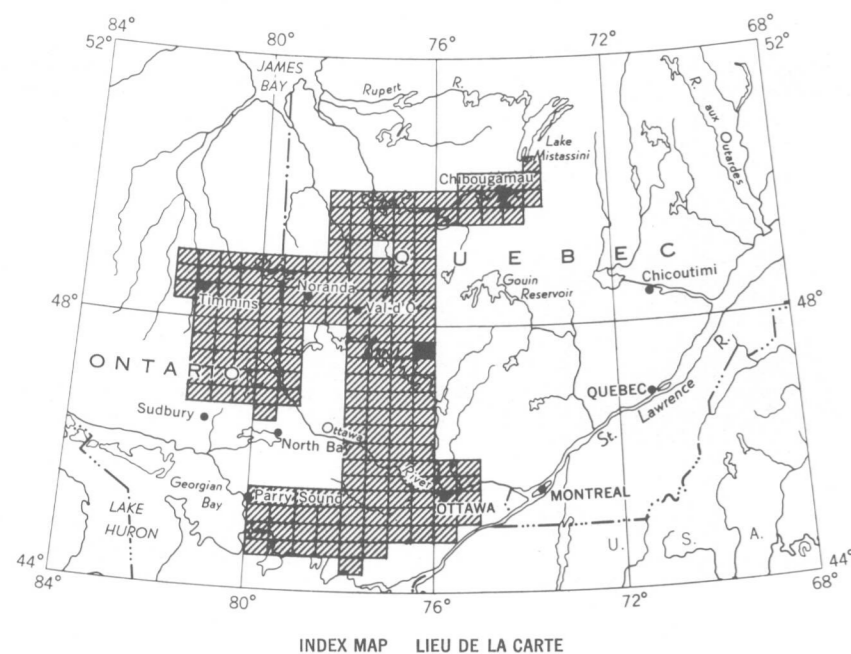 84°
80°
76°
72°
68°
52°
52°
JAMES
BAY
Rupert R.
R. aux Outardes
Lake
Mistassini
Chibougamau
QUEBEC
Gouin
Reservoir
Chicoutimi
Timmins
Noranda
Val-d'O
48°
48°
ONTARIO
QUEBEC
St. Lawrence R.
Sudbury
Ottawa
River
North Ba
Georgian
Bay
Parry Sound
OTTAWA
MONTREAL
LAKE
HURON
U. S. A.
44°
44°
84°
80°
76°
72°
68°
INDEX MAP LIEU DE LA CARTE